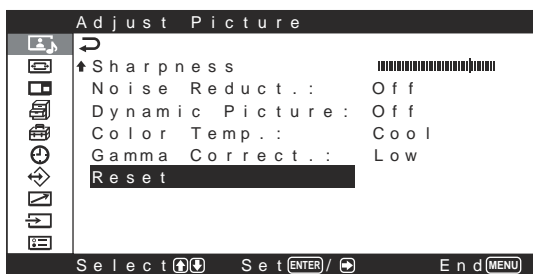 Adjust Picture
Sharpness
Noise Reduct.: Off
Dynamic Picture: Off
Color Temp.: Cool
Gamma Correct.: Low
Reset
Select Set ENTER / End MENU